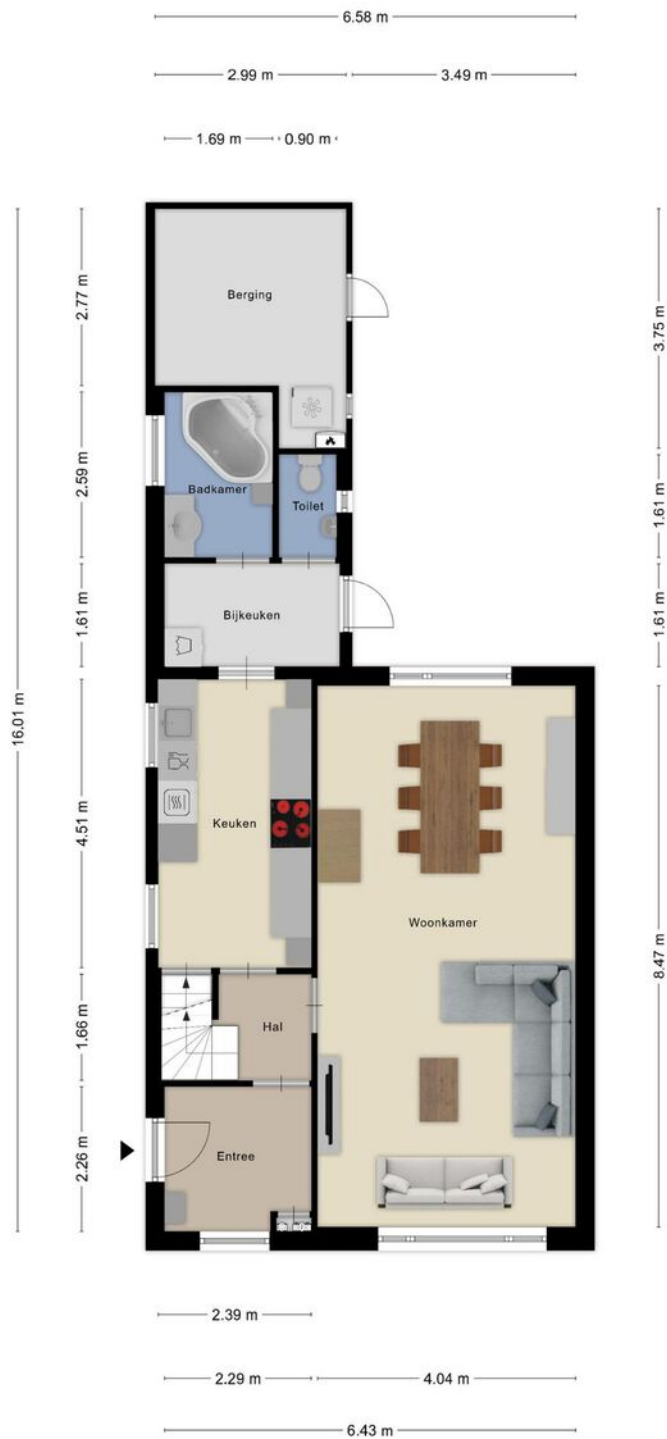 6.58 m
2.99 m
3.49 m
1.69 m
0.90 m
16.01 m
2.77 m
2.59 m
1.61 m
4.51 m
1.66 m
2.26 m
3.75 m
1.61 m
1.61 m
8.47 m
Berging
Badkamer
Toilet
Bijkeuken
Keuken
Woonkamer
Hal
Entree
2.39 m
2.29 m
4.04 m
6.43 m